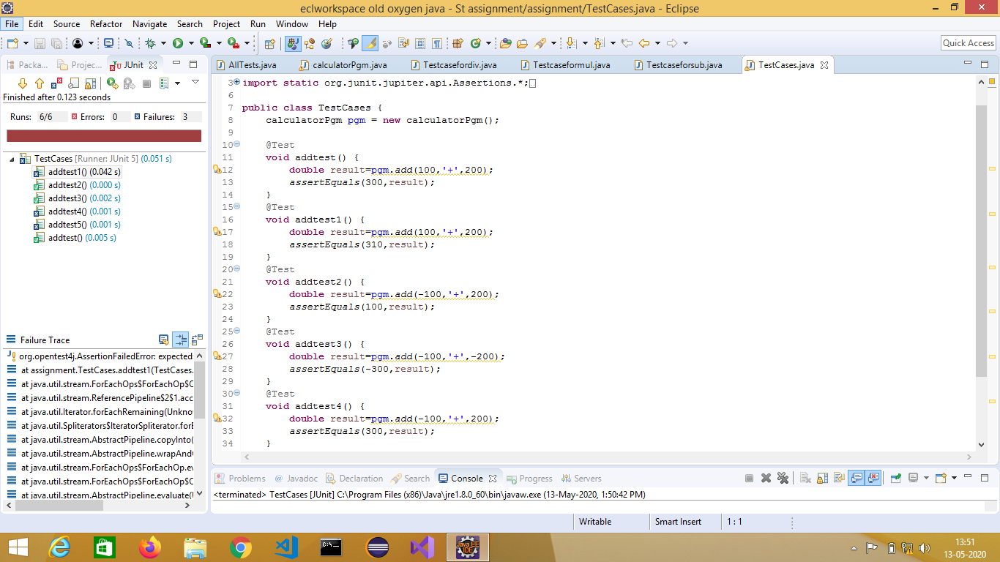 eclworkspace old oxygen java - St assignment/assignment/TestCases.java - Eclipse
File Edit Source Refactor Navigate Search Project Run Window Help
Quick Access
Packa... Projec... JUnit
AllTests.java calculatorPgm.java Testcasefordiv.java Testcaseformul.java Testcaseforsub.java TestCases.java
Finished after 0.123 seconds
Runs: 6/6 Errors: 0 Failures: 3
TestCases [Runner: JUnit 5] (0.051 s)
addtest1() (0.042 s)
addtest2() (0.000 s)
addtest3() (0.002 s)
addtest4() (0.001 s)
addtest5() (0.001 s)
addtest() (0.005 s)
Failure Trace
org.opentest4j.AssertionFailedError: expected:
at assignment.TestCases.addtest1(TestCases.
at java.util.stream.ForEachOps$ForEachOp$C
at java.util.stream.ReferencePipeline$2$1.acc
at java.util.Iterator.forEachRemaining(Unknow
at java.util.Spliterators$IteratorSpliterator.forE
at java.util.stream.AbstractPipeline.copyInto(
at java.util.stream.AbstractPipeline.wrapAndC
at java.util.stream.ForEachOps$ForEachOp.ev
at java.util.stream.ForEachOps$ForEachOp$C
at java.util.stream.AbstractPipeline.evaluate(U
3 import static org.junit.jupiter.api.Assertions.*;
6
7 public class TestCases {
8 calculatorPgm pgm = new calculatorPgm();
9
10 @Test
11 void addtest() {
12 double result=pgm.add(100,'+',200);
13 assertEquals(300,result);
14 }
15 @Test
16 void addtest1() {
17 double result=pgm.add(100,'+',200);
18 assertEquals(310,result);
19 }
20 @Test
21 void addtest2() {
22 double result=pgm.add(-100,'+',200);
23 assertEquals(100,result);
24 }
25 @Test
26 void addtest3() {
27 double result=pgm.add(-100,'+',-200);
28 assertEquals(-300,result);
29 }
30 @Test
31 void addtest4() {
32 double result=pgm.add(-100,'+',200);
33 assertEquals(300,result);
34 }
Problems Javadoc Declaration Search Console Progress Servers
<terminated> TestCases [JUnit] C:\Program Files (x86)\Java\jre1.8.0_60\bin\javaw.exe (13-May-2020, 1:50:42 PM)
Writable Smart Insert 1 : 1
Java EE
IDE
13:51
13-05-2020